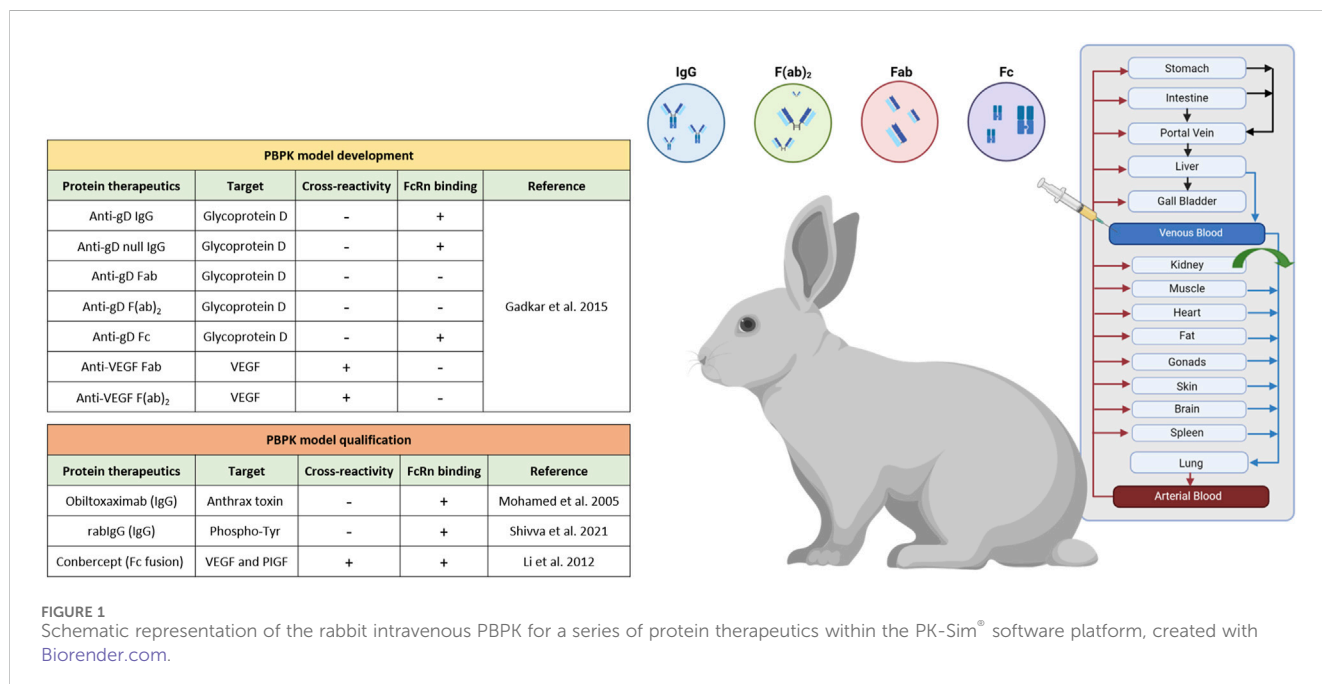 PBPK model development
Protein therapeutics Target Cross-reactivity FcRn binding Reference
Anti-gD IgG Glycoprotein D - + Gadkar et al. 2015
Anti-gD null IgG Glycoprotein D - +
Anti-gD Fab Glycoprotein D - -
Anti-gD F(ab)₂ Glycoprotein D - -
Anti-gD Fc Glycoprotein D - +
Anti-VEGF Fab VEGF + -
Anti-VEGF F(ab)₂ VEGF + -
PBPK model qualification
Protein therapeutics Target Cross-reactivity FcRn binding Reference
Obiltoxaximab (IgG) Anthrax toxin - + Mohamed et al. 2005
rabIgG (IgG) Phospho-Tyr - + Shivva et al. 2021
Conbercept (Fc fusion) VEGF and PIGF + + Li et al. 2012
IgG F(ab)₂ Fab Fc
Stomach
Intestine
Portal Vein
Liver
Gall Bladder
Venous Blood
Kidney
Muscle
Heart
Fat
Gonads
Skin
Brain
Spleen
Lung
Arterial Blood
FIGURE 1
Schematic representation of the rabbit intravenous PBPK for a series of protein therapeutics within the PK-Sim® software platform, created with
Biorender.com.